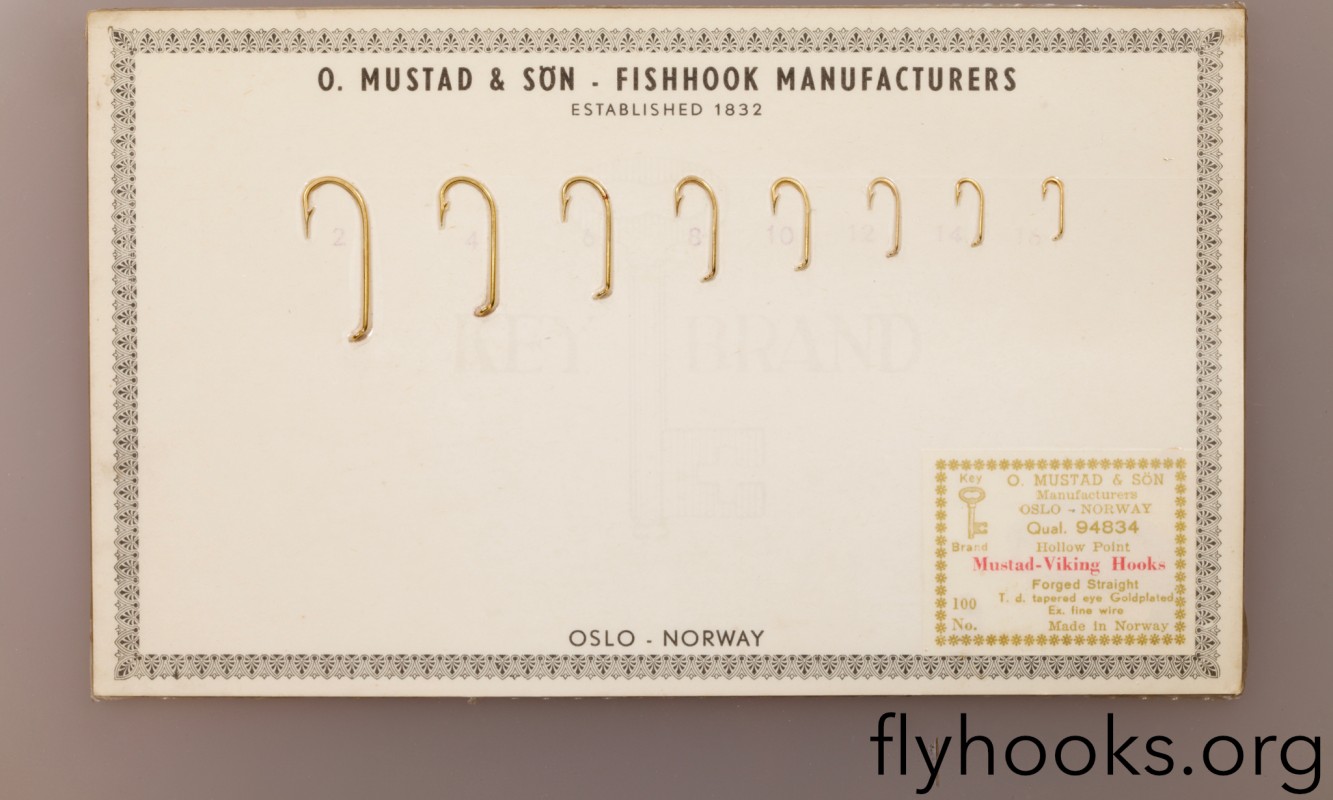 O. MUSTAD & SÖN - FISHHOOK MANUFACTURERS
ESTABLISHED 1832
2 4 6 8 10 12 14 16
KEY BRAND
Key
O. MUSTAD & SÖN
Manufacturers
OSLO - NORWAY
Qual. 94834
Brand
Hollow Point
Mustad-Viking Hooks
Forged Straight
T. d. tapered eye Goldplated
Ex. fine wire
100
No.
Made in Norway
OSLO - NORWAY
flyhooks.org